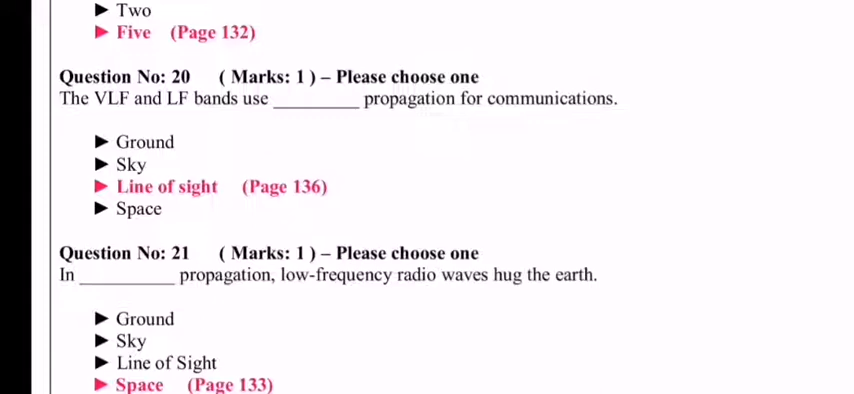 ► Two
► Five (Page 132)
Question No: 20 ( Marks: 1 ) – Please choose one
The VLF and LF bands use _________ propagation for communications.
► Ground
► Sky
► Line of sight (Page 136)
► Space
Question No: 21 ( Marks: 1 ) – Please choose one
In __________ propagation, low-frequency radio waves hug the earth.
► Ground
► Sky
► Line of Sight
► Space (Page 133)